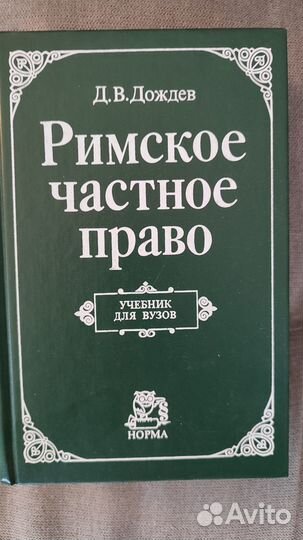 Д. В. Дождев
Римское
частное
право
УЧЕБНИК
ДЛЯ ВУЗОВ
НОРМА
Avito